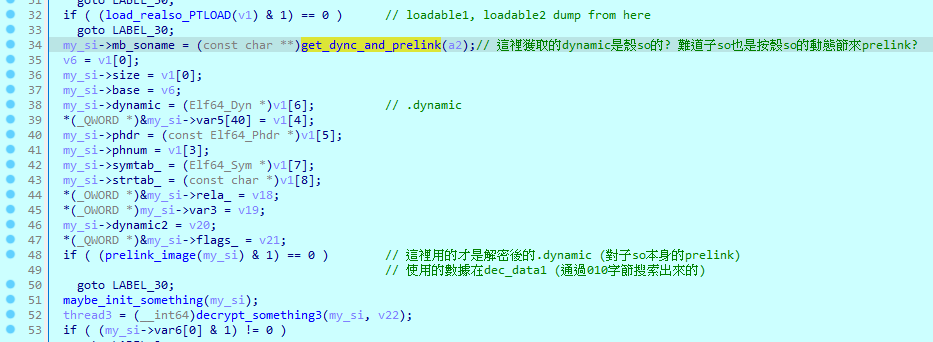 31 goto LABEL_30;
32 if ( (load_realso_PTLOAD(v1) & 1) == 0 ) // loadable1, loadable2 dump from here
33 goto LABEL_30;
34 my_si->mb_soname = (const char **)get_dync_and_prelink(a2);// 這裡獲取的dynamic是殼so的? 難道子so也是按殼so的動態節來prelink?
35 v6 = v1[0];
36 my_si->size = v1[0];
37 my_si->base = v6;
38 my_si->dynamic = (Elf64_Dyn *)v1[6]; // .dynamic
39 *(_QWORD *)&my_si->var5[40] = v1[4];
40 my_si->phdr = (const Elf64_Phdr *)v1[5];
41 my_si->phnum = v1[3];
42 my_si->symtab_ = (Elf64_Sym *)v1[7];
43 my_si->strtab_ = (const char *)v1[8];
44 *(_OWORD *)&my_si->rela_ = v18;
45 *(_OWORD *)my_si->var3 = v19;
46 my_si->dynamic2 = v20;
47 *(_QWORD *)&my_si->flags_ = v21;
48 if ( (prelink_image(my_si) & 1) == 0 ) // 這裡用的才是解密後的.dynamic (對子so本身的prelink)
49 // 使用的數據在dec_data1 (通過010字節搜索出來的)
50 goto LABEL_30;
51 maybe_init_something(my_si);
52 thread3 = (__int64)decrypt_something3(my_si, v22);
53 if ( (my_si->var6[0] & 1) != 0 )